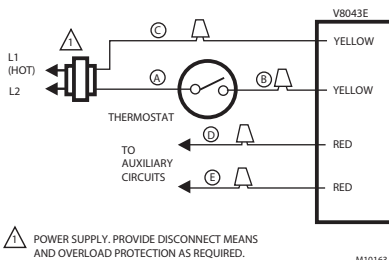 V8043E
C
1
YELLOW
L1
(HOT)
L2
A
B
YELLOW
THERMOSTAT
D
RED
TO
AUXILIARY
CIRCUITS
E
RED
1 POWER SUPPLY. PROVIDE DISCONNECT MEANS
AND OVERLOAD PROTECTION AS REQUIRED.
M10163